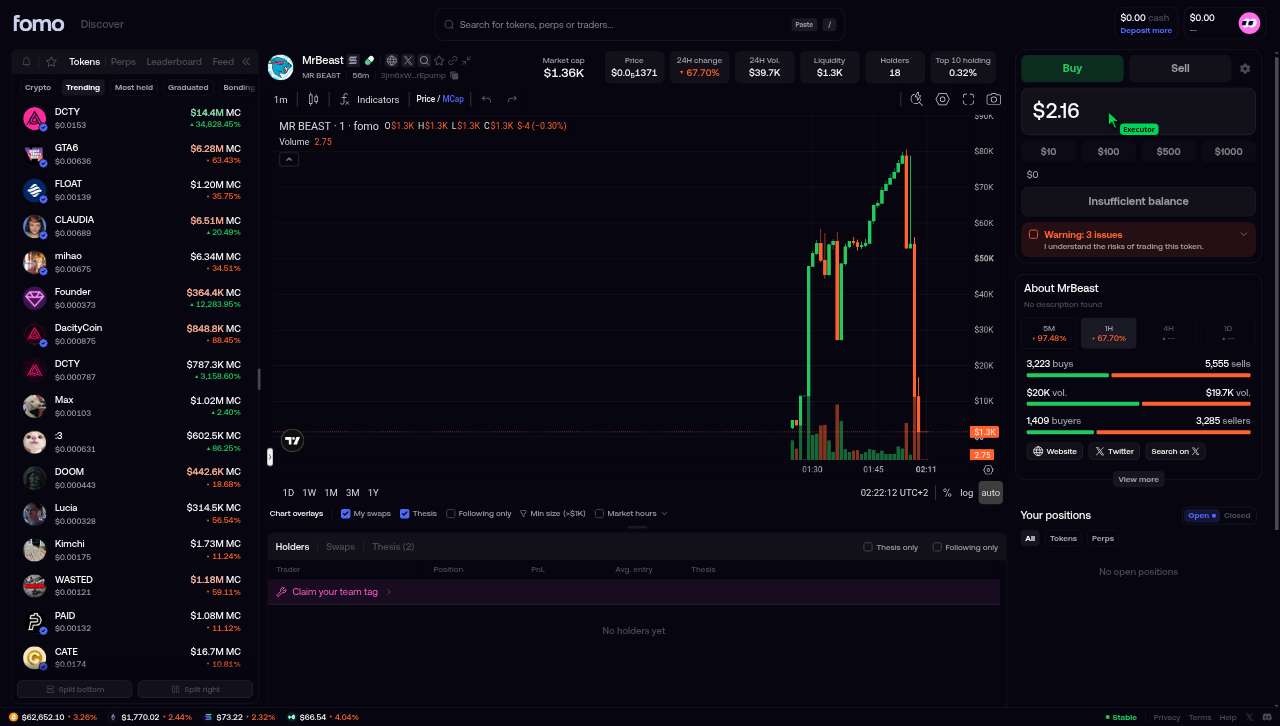 fomo
Discover
Search for tokens, perps or traders...
Paste
/
$0.00 cash
Deposit more
$0.00
—
Tokens Perps Leaderboard Feed
Crypto Trending Most held Graduated Bonding
DCTY $14.4M MC
$0.0153 34,828.45%
GTA6 $6.28M MC
$0.00636 63.43%
FLOAT $1.20M MC
$0.00139 35.75%
CLAUDIA $6.51M MC
$0.00689 20.49%
mihao $6.34M MC
$0.00675 34.51%
Founder $364.4K MC
$0.000373 12,283.95%
DacityCoin $848.8K MC
$0.000875 88.45%
DCTY $787.3K MC
$0.000787 3,158.60%
Max $1.02M MC
$0.00103 2.40%
:3 $602.5K MC
$0.000631 86.25%
DOOM $442.6K MC
$0.000443 18.68%
Lucia $314.5K MC
$0.000328 56.54%
Kimchi $1.73M MC
$0.00175 11.24%
WASTED $1.18M MC
$0.00121 59.11%
PAID $1.08M MC
$0.00132 11.12%
CATE $16.7M MC
$0.0174 10.81%
Split bottom Split right
MrBeast
MR BEAST 56m
Market cap
$1.36K
Price
$0.0₅1371
24H change
67.70%
24H Vol.
$39.7K
Liquidity
$1.3K
Holders
18
Top 10 holding
0.32%
1m Indicators Price / MCap
MR BEAST · 1 · fomo O$1.3K H$1.3K L$1.3K C$1.3K $-4 (−0.30%)
Volume 2.75
$90K
$80K
$70K
$60K
$50K
$40K
$30K
$20K
$10K
$1.3K
2.75
01:30 01:45 02:11
1D 1W 1M 3M 1Y
02:22:12 UTC+2 % log auto
Chart overlays My swaps Thesis Following only Min size (>$1K) Market hours
Holders Swaps Thesis (2)
Thesis only Following only
Trader Position PnL Avg. entry Thesis
Claim your team tag
No holders yet
Buy Sell
$2.16
Executor
$10 $100 $500 $1000
$0
Insufficient balance
Warning: 3 issues
I understand the risks of trading this token.
About MrBeast
No description found
5M 1H 4H 1D
97.48% 67.70% — —
3,223 buys 5,555 sells
$20K vol. $19.7K vol.
1,409 buyers 3,285 sellers
Website Twitter Search on X
View more
Your positions Open Closed
All Tokens Perps
No open positions
$62,652.10 3.26% $1,770.02 2.44% $73.22 2.32% $66.54 4.04%
Stable Privacy Terms Help